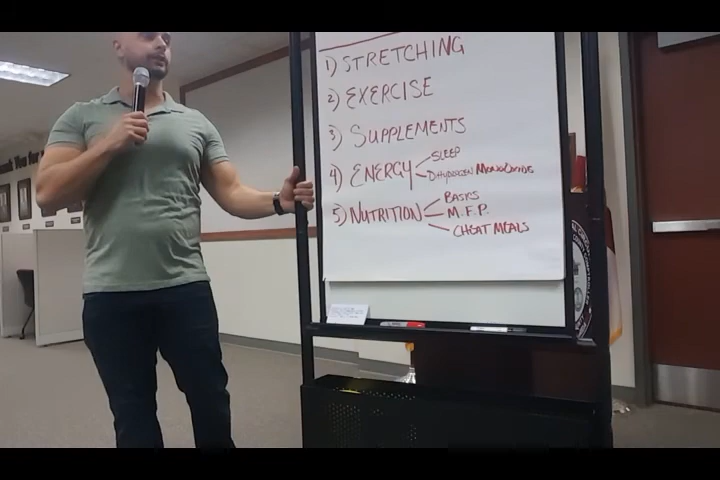 1) STRETCHING
2) EXERCISE
3) SUPPLEMENTS
4) ENERGY
SLEEP
DIHYDROGEN MONOXIDE
5) NUTRITION
BASICS
M.F.P.
CHEAT MEALS